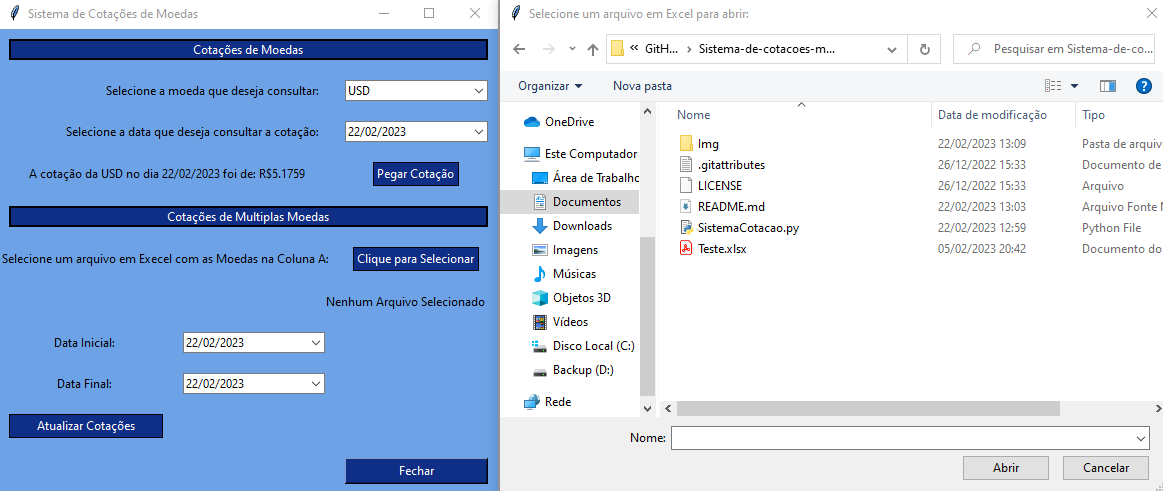 Sistema de Cotações de Moedas
Cotações de Moedas
Selecione a moeda que deseja consultar:
USD
Selecione a data que deseja consultar a cotação:
22/02/2023
A cotação da USD no dia 22/02/2023 foi de: R$5.1759
Pegar Cotação
Cotações de Multiplas Moedas
Selecione um arquivo em Execel com as Moedas na Coluna A:
Clique para Selecionar
Nenhum Arquivo Selecionado
Data Inicial:
22/02/2023
Data Final:
22/02/2023
Atualizar Cotações
Fechar
Selecione um arquivo em Excel para abrir:
« GitH... › Sistema-de-cotacoes-m...
Pesquisar em Sistema-de-co...
Organizar
Nova pasta
OneDrive
Este Computador
Área de Trabalho
Documentos
Downloads
Imagens
Músicas
Objetos 3D
Vídeos
Disco Local (C:)
Backup (D:)
Rede
Nome Data de modificação Tipo
Img 22/02/2023 13:09 Pasta de arquiv
.gitattributes 26/12/2022 15:33 Documento de
LICENSE 26/12/2022 15:33 Arquivo
README.md 22/02/2023 13:03 Arquivo Fonte M
SistemaCotacao.py 22/02/2023 12:59 Python File
Teste.xlsx 05/02/2023 20:42 Documento do
Nome:
Abrir
Cancelar